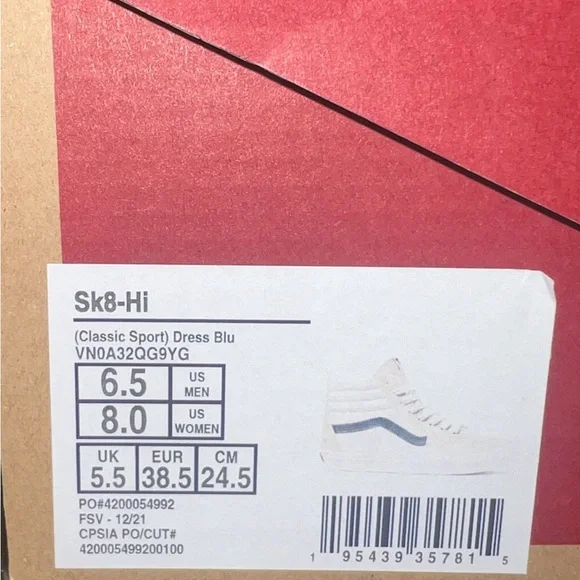 Sk8-Hi
(Classic Sport) Dress Blu
VN0A32QG9YG
6.5 US MEN
8.0 US WOMEN
UK EUR CM
5.5 38.5 24.5
PO#4200054992
FSV - 12/21
CPSIA PO/CUT#
420005499200100
1 95439 35781 5